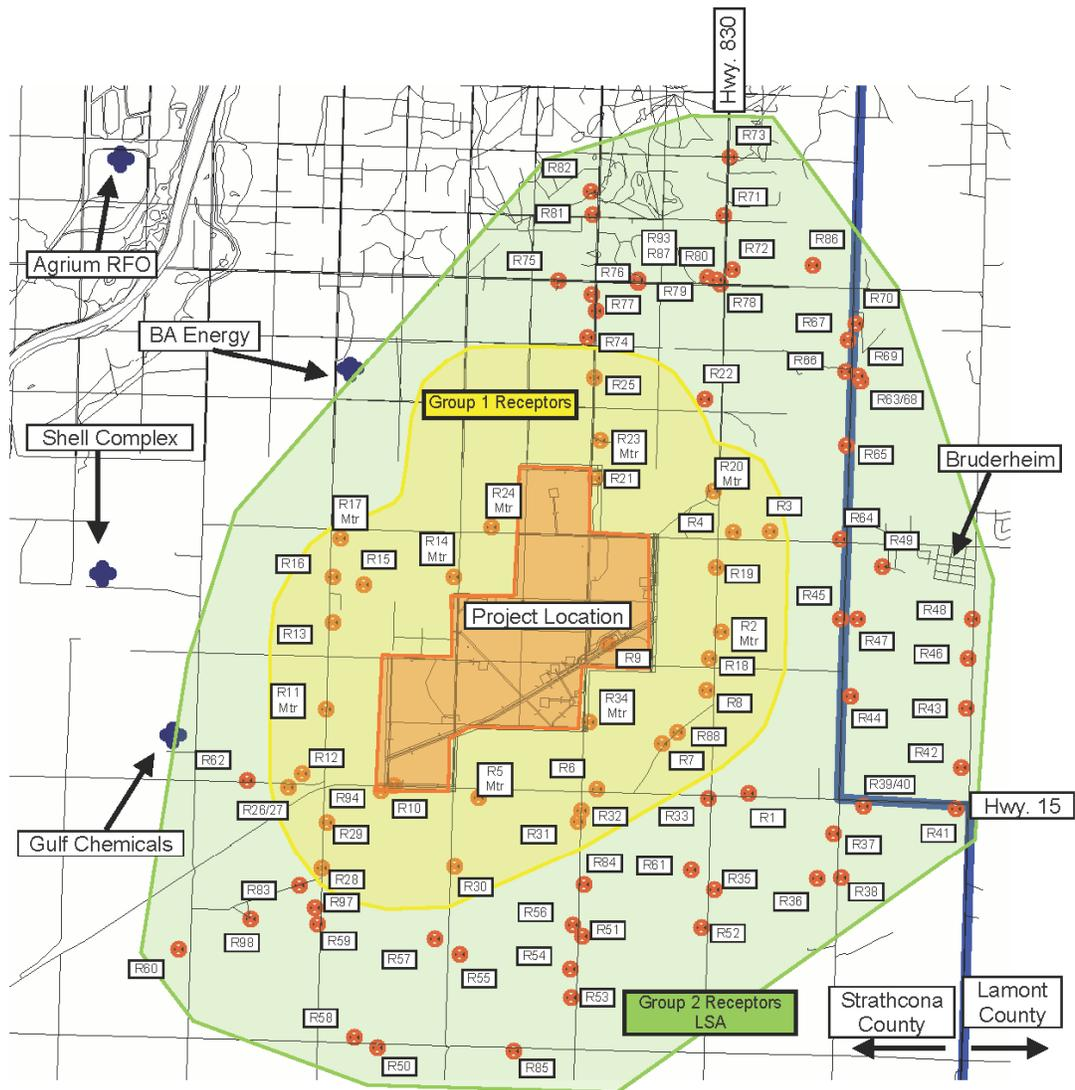 Hwy. 830
R73
R82
R71
R81
R93
R87
R80
R72
R86
R75
R76
Agrium RFO
R79
R78
R77
R70
R67
BA Energy
R74
R66
R69
R22
R25
R63/68
Group 1 Receptors
Shell Complex
R23
Mtr
R65
Bruderheim
R20
Mtr
R21
R24
Mtr
R17
Mtr
R3
R4
R64
R14
Mtr
R49
R16
R15
R19
R45
R48
Project Location
R13
R2
Mtr
R47
R46
R9
R18
R11
Mtr
R34
Mtr
R8
R44
R43
R88
R62
R12
R7
R42
R6
R5
Mtr
R39/40
R94
R10
Hwy. 15
R26/27
R32
R33
R1
R29
R31
R41
Gulf Chemicals
R37
R84
R61
R28
R30
R35
R83
R38
R36
R97
R56
R51
R52
R98
R59
R57
R54
R60
R55
R53
Group 2 Receptors
LSA
Strathcona
County
Lamont
County
R58
R50
R85